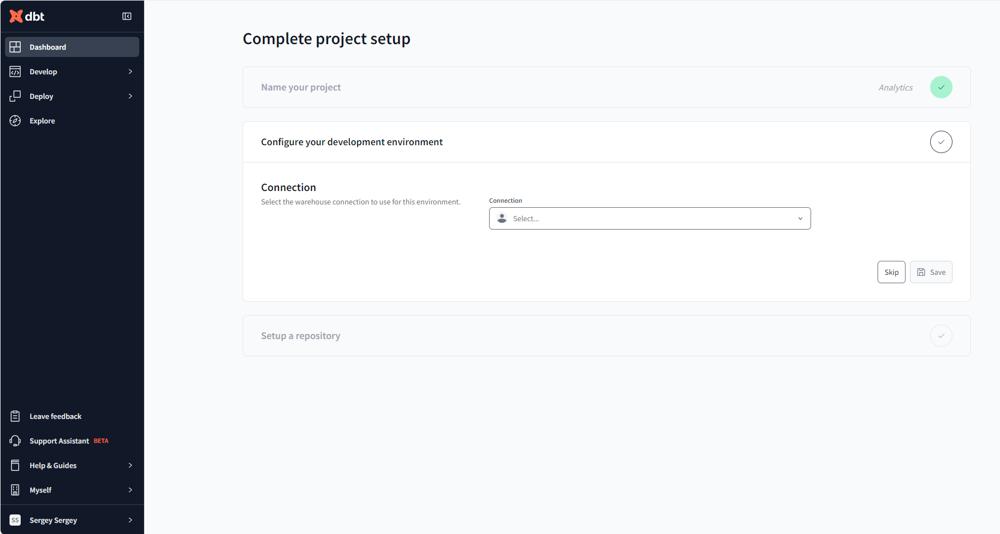 dbt
Dashboard
Develop
Deploy
Explore
Leave feedback
Support Assistant BETA
Help & Guides
Myself
SS Sergey Sergey
Complete project setup
Name your project Analytics
Configure your development environment
Connection
Select the warehouse connection to use for this environment.
Connection
Select...
Skip Save
Setup a repository